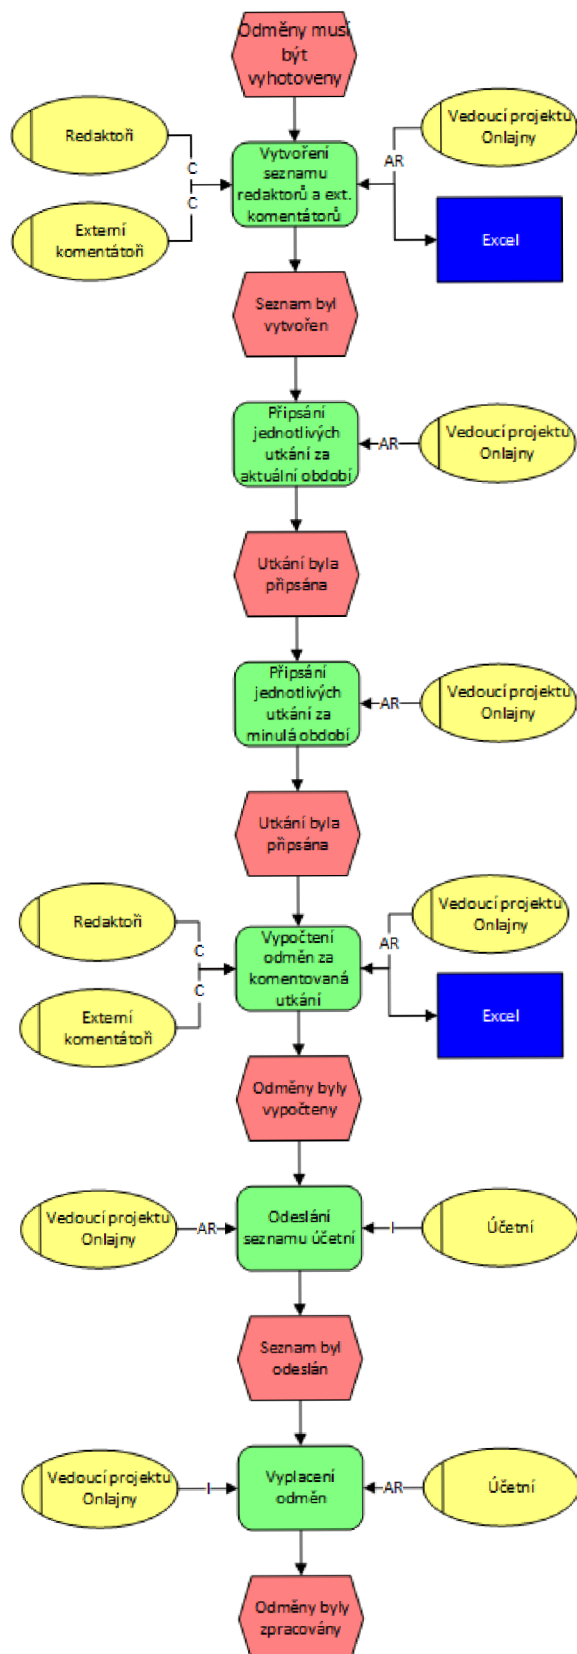 Odměny musí
být
vyhotoveny
Redaktoři
Vedoucí projektu
Onlajny
C
AR
Vytvoření
seznamu
redaktorů a ext.
komentátorů
C
Externí
komentátoři
Excel
Seznam byl
vytvořen
Připsání
jednotlivých
utkání za
aktuální období
AR
Vedoucí projektu
Onlajny
Utkání byla
připsána
Připsání
jednotlivých
utkání za
minulá období
AR
Vedoucí projektu
Onlajny
Utkání byla
připsána
Redaktoři
Vedoucí projektu
Onlajny
C
AR
Vypočtení
odměn za
komentovaná
utkání
C
Externí
komentátoři
Excel
Odměny byly
vypočteny
Vedoucí projektu
Onlajny
AR
Odeslání
seznamu účetní
I
Účetní
Seznam byl
odeslán
Vedoucí projektu
Onlajny
I
Vyplacení
odměn
AR
Účetní
Odměny byly
zpracovány